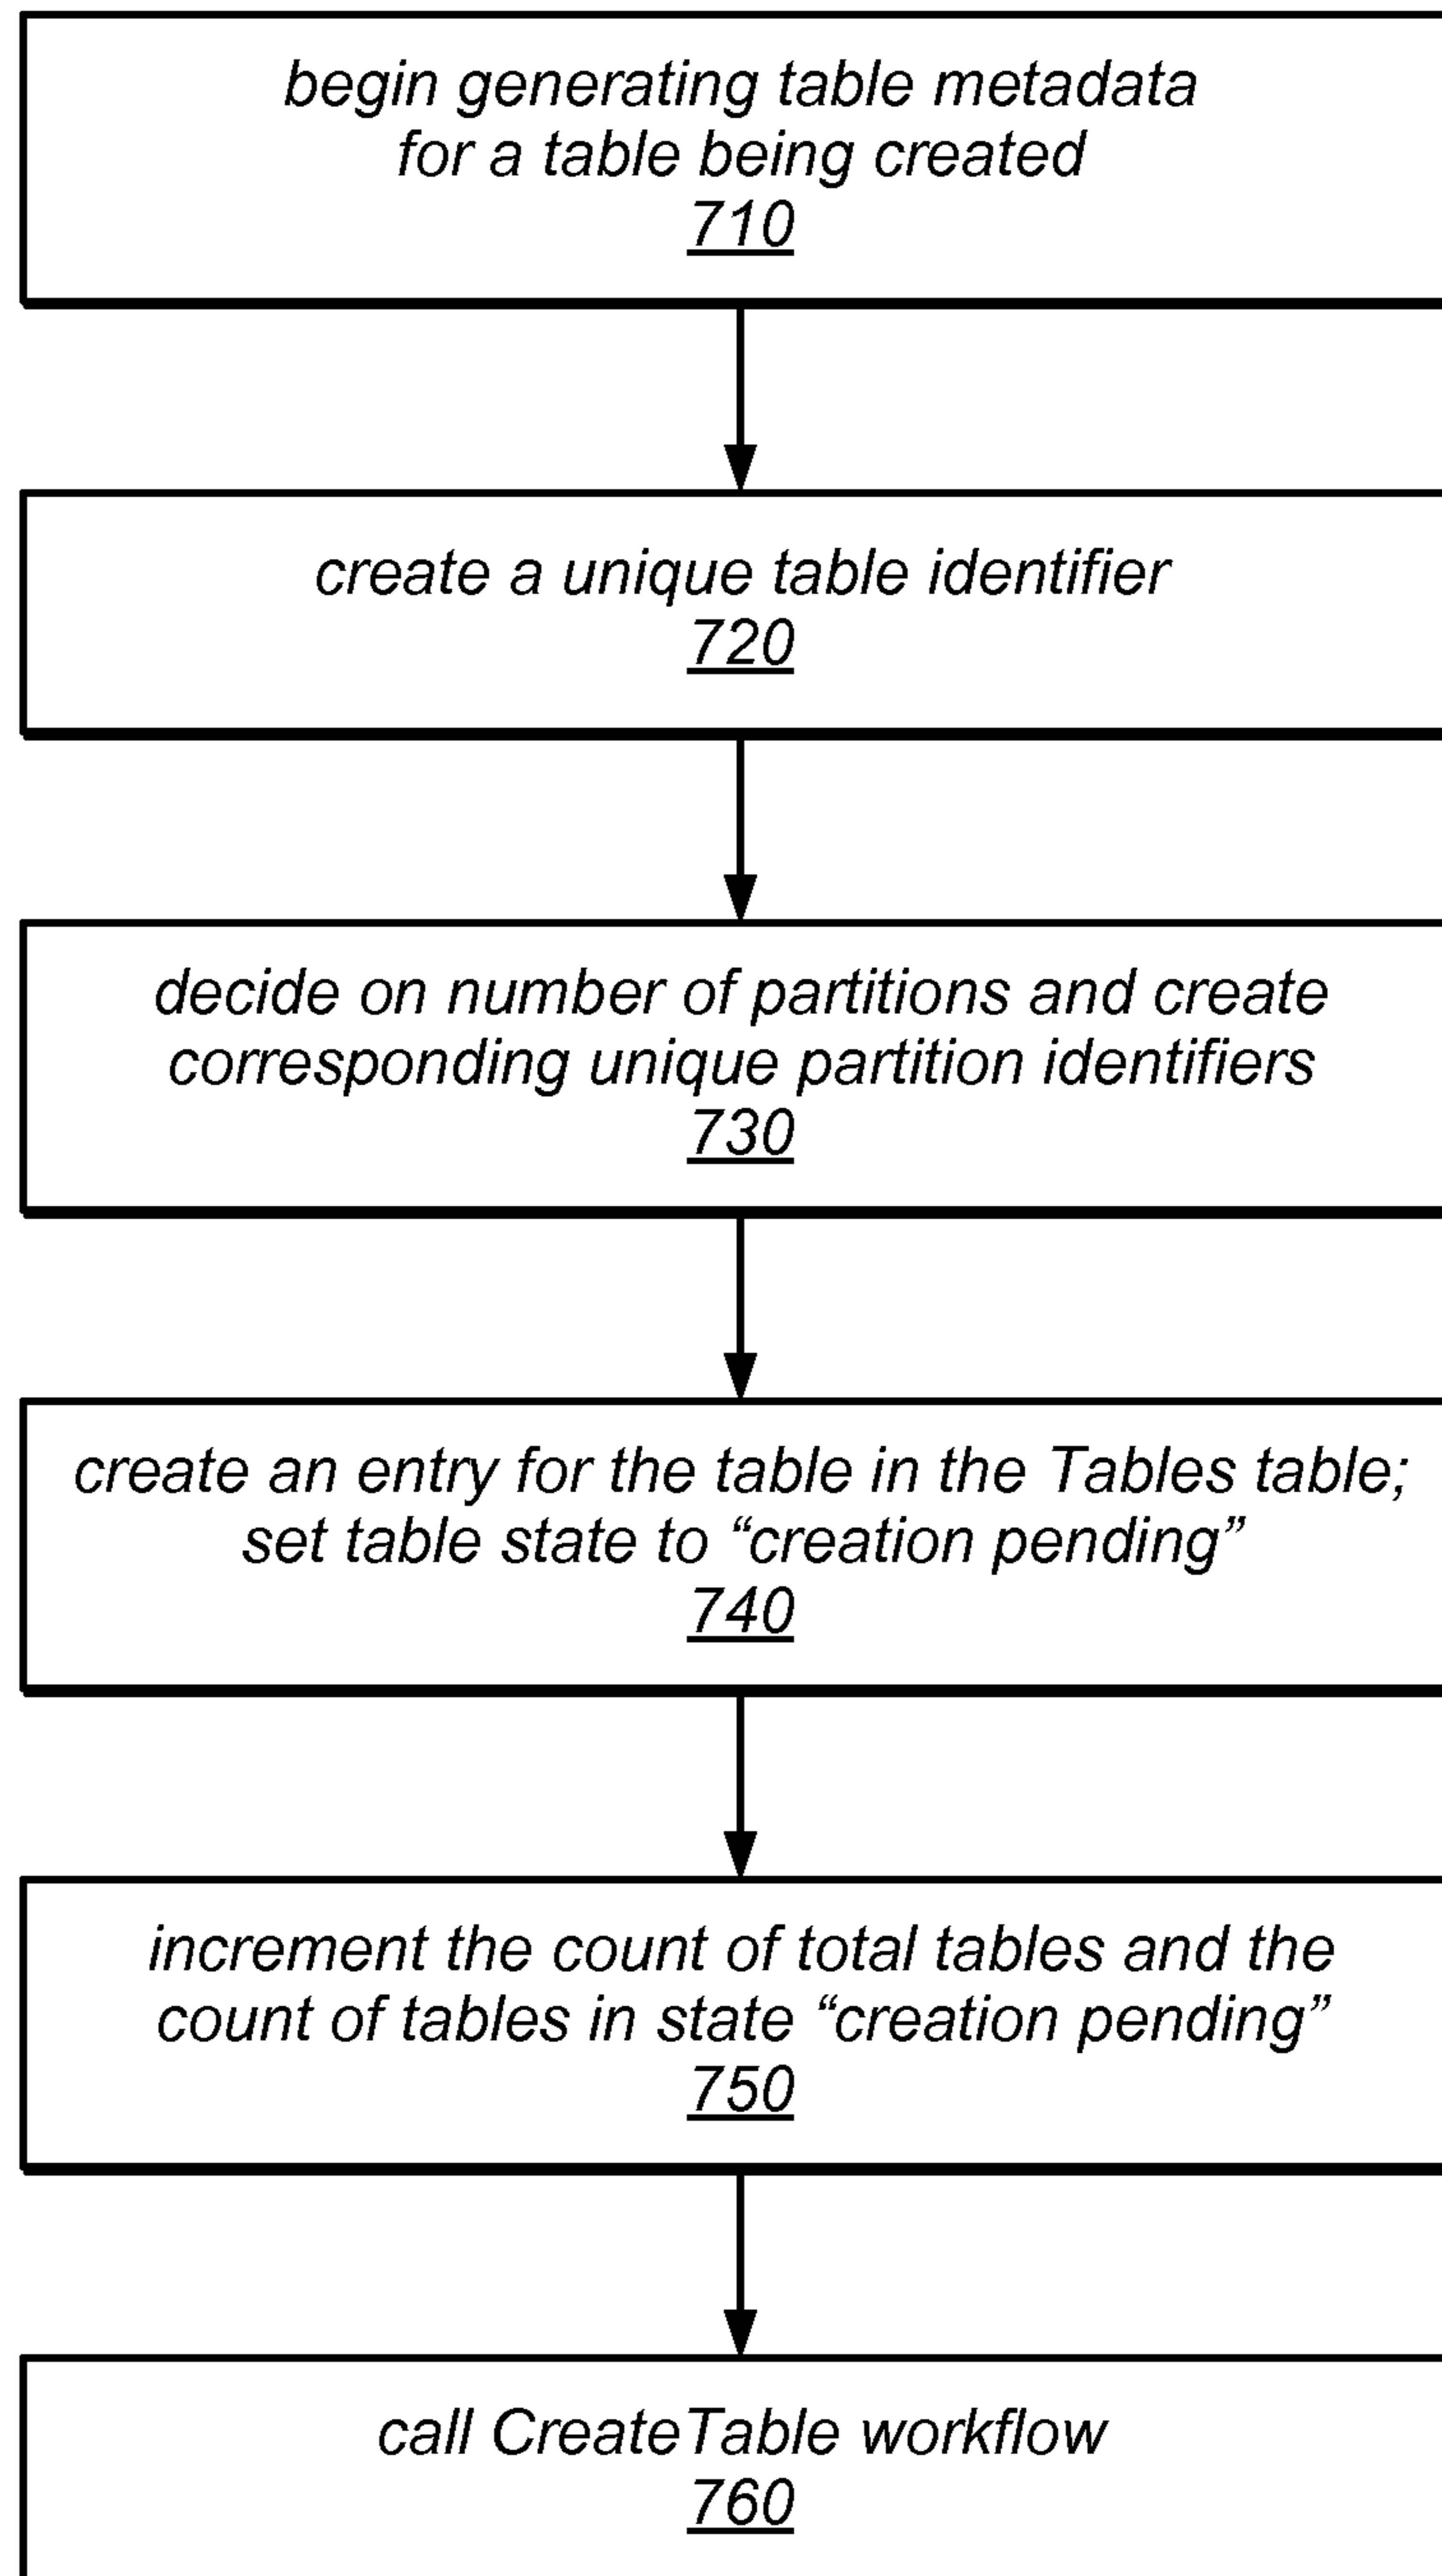 begin generating table metadata
for a table being created
710
create a unique table identifier
720
decide on number of partitions and create
corresponding unique partition identifiers
730
create an entry for the table in the Tables table;
set table state to “creation pending”
740
increment the count of total tables and the
count of tables in state “creation pending”
750
call CreateTable workflow
760